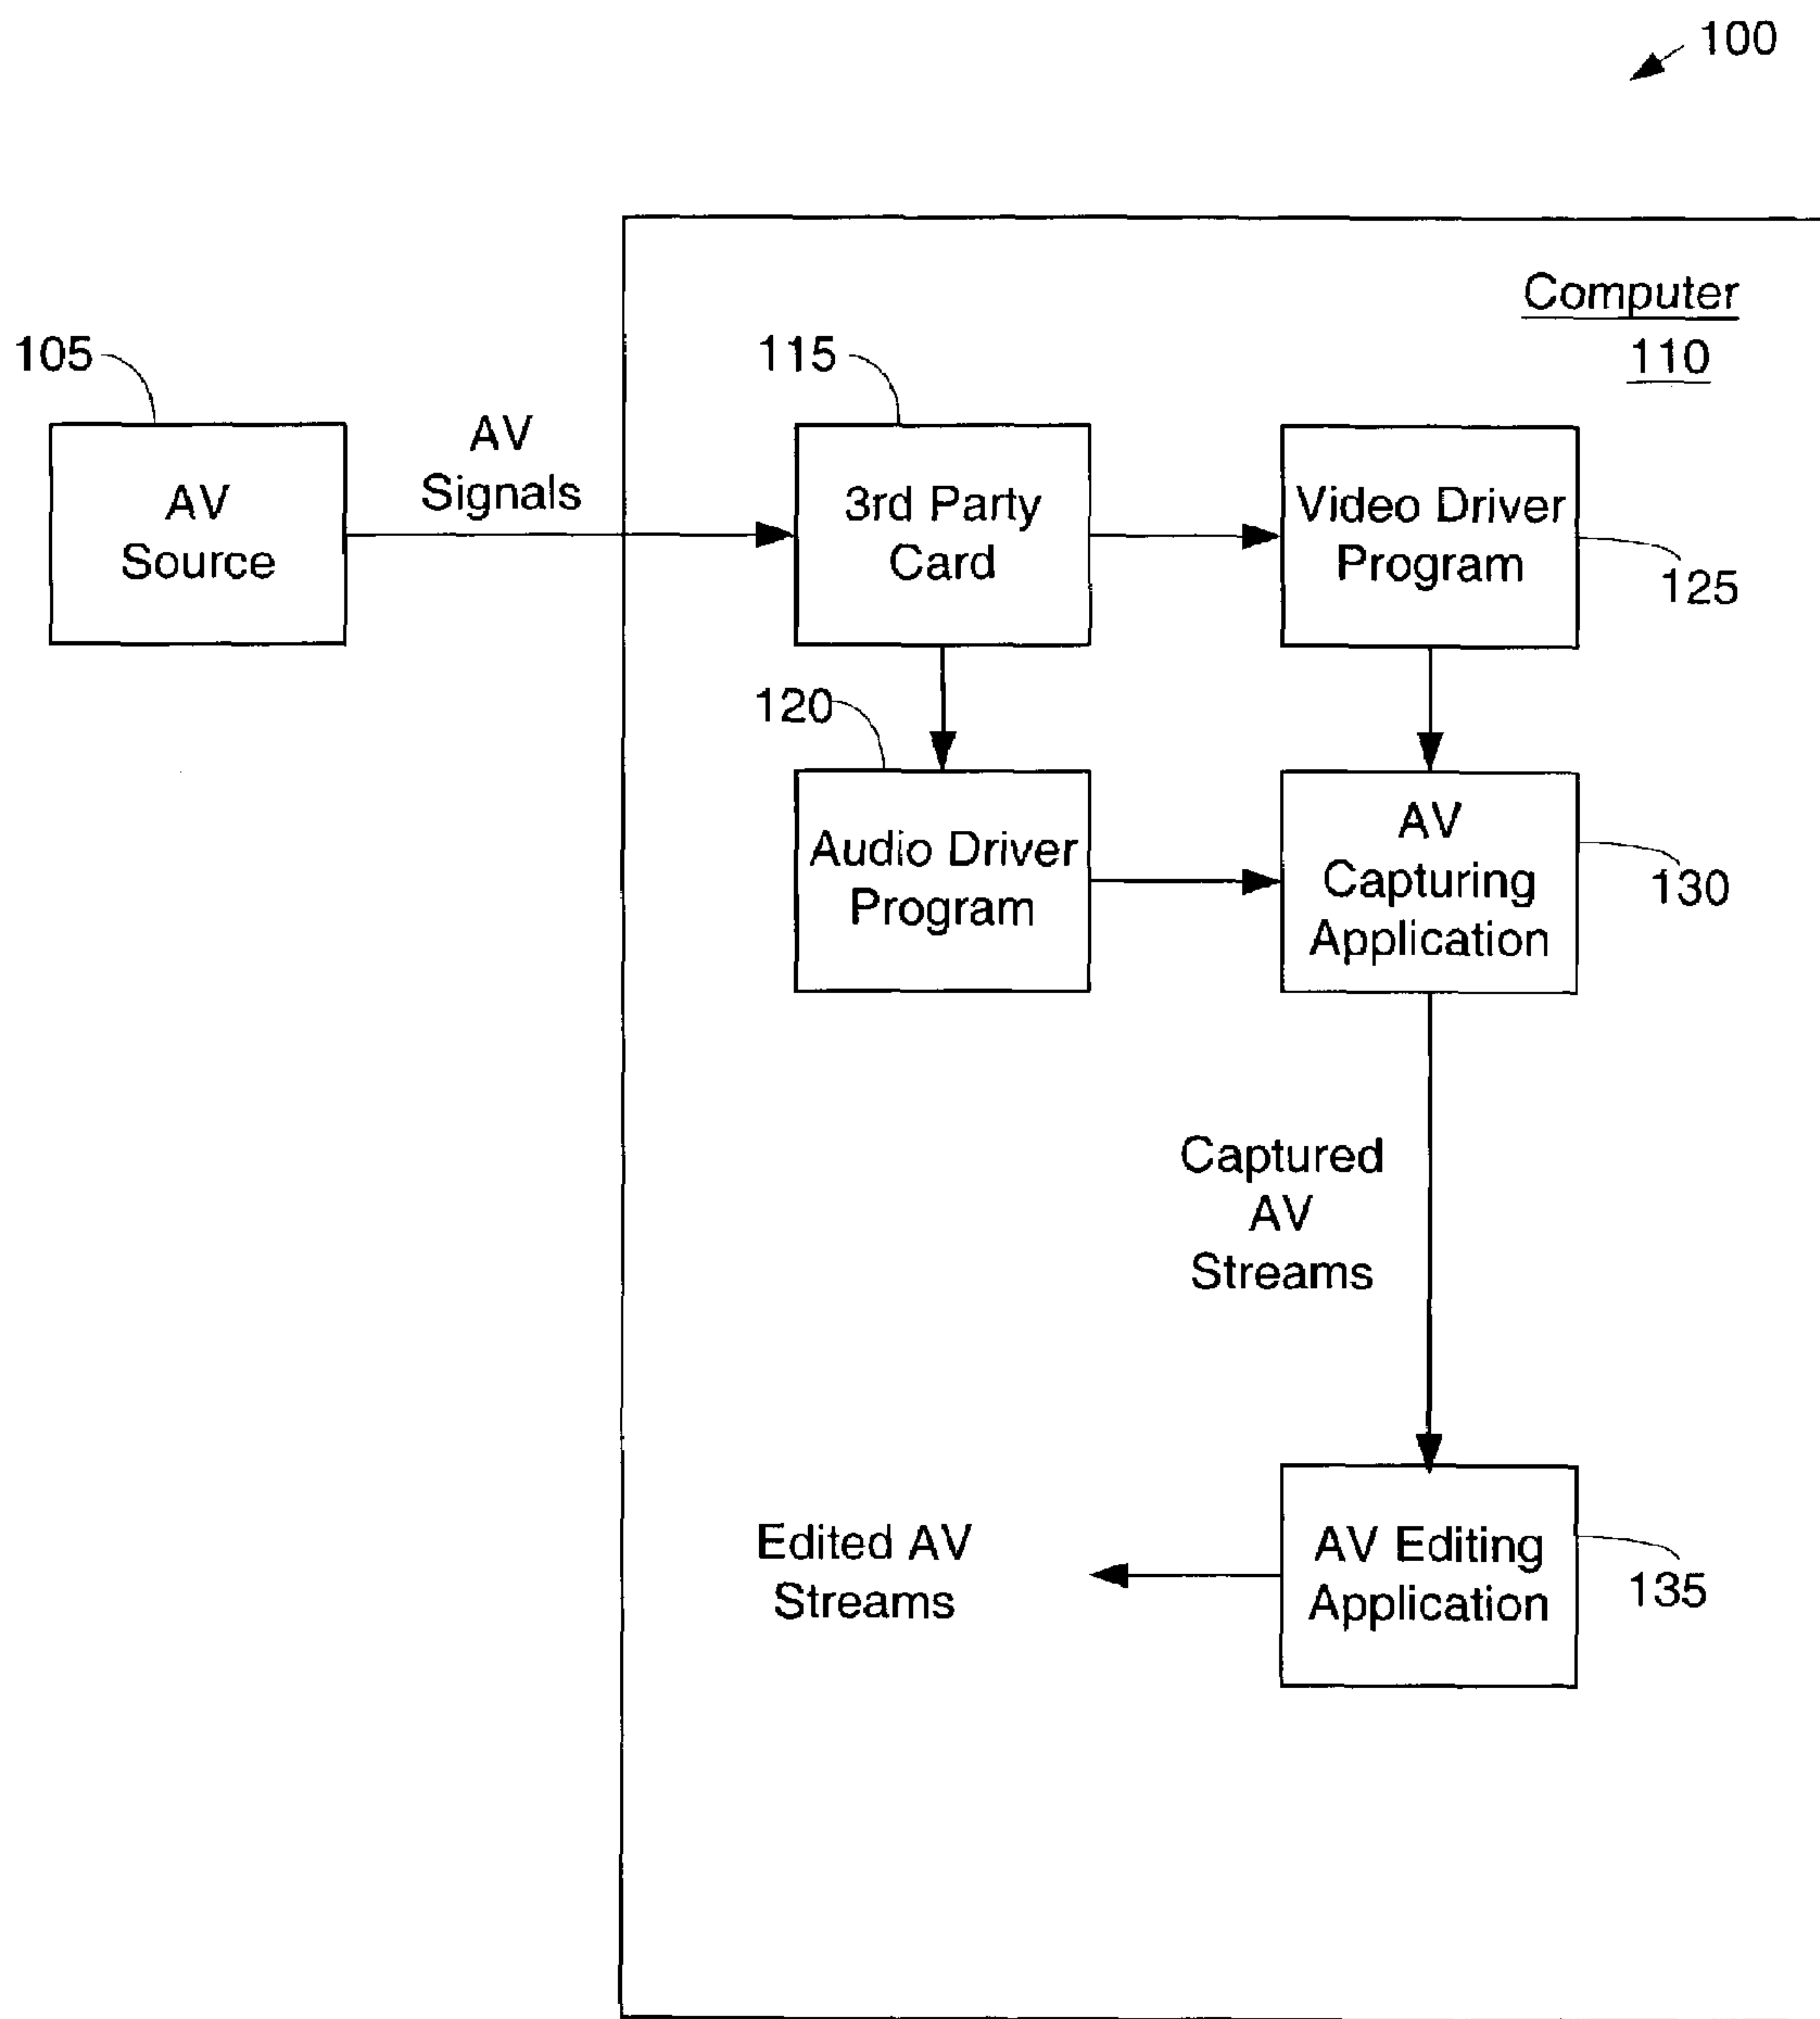 100
Computer
110
105
115
AV
Signals
AV
Source
3rd Party
Card
Video Driver
Program
125
120
Audio Driver
Program
AV
Capturing
Application
130
Captured
AV
Streams
Edited AV
Streams
AV Editing
Application
135